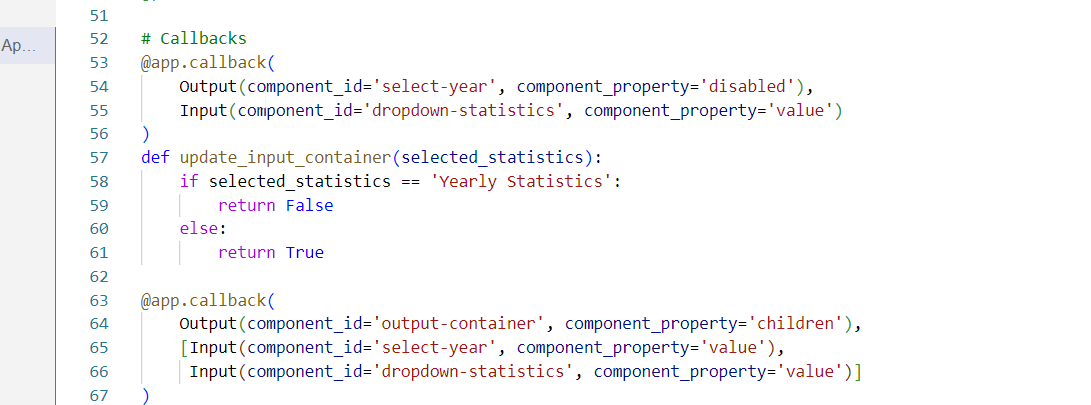 51
Ap...
52 # Callbacks
53 @app.callback(
54     Output(component_id='select-year', component_property='disabled'),
55     Input(component_id='dropdown-statistics', component_property='value')
56 )
57 def update_input_container(selected_statistics):
58     if selected_statistics == 'Yearly Statistics':
59         return False
60     else:
61         return True
62
63 @app.callback(
64     Output(component_id='output-container', component_property='children'),
65     [Input(component_id='select-year', component_property='value'),
66      Input(component_id='dropdown-statistics', component_property='value')]
67 )